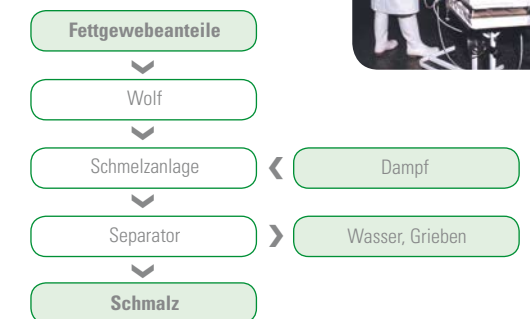 Fettgewebeanteile
Wolf
Schmelzanlage
Dampf
Separator
Wasser, Grieben
Schmalz